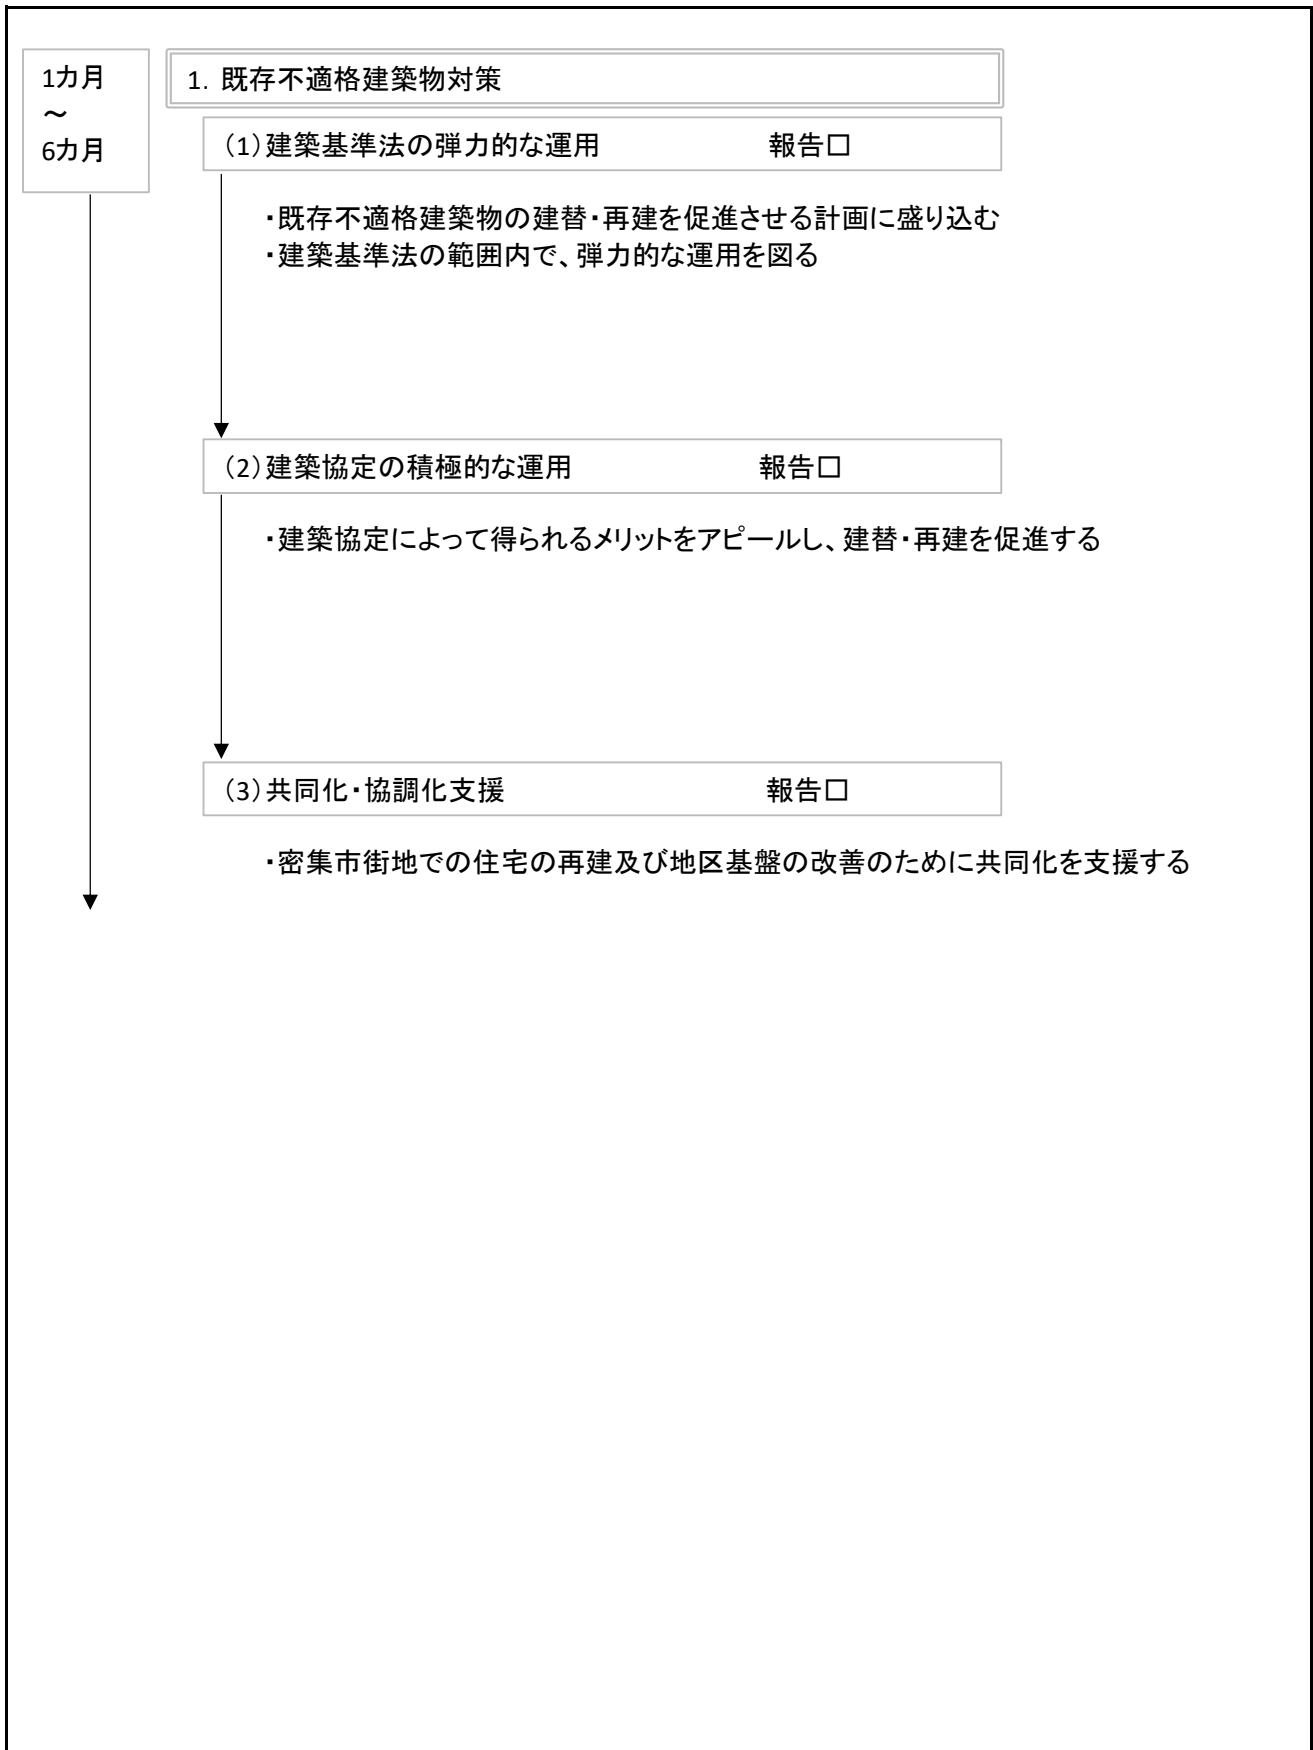 1カ月
～
6カ月
1．既存不適格建築物対策
（1）建築基準法の弾力的な運用　報告□
・既存不適格建築物の建替・再建を促進させる計画に盛り込む
・建築基準法の範囲内で、弾力的な運用を図る
（2）建築協定の積極的な運用　報告□
・建築協定によって得られるメリットをアピールし、建替・再建を促進する
（3）共同化・協調化支援　報告□
・密集市街地での住宅の再建及び地区基盤の改善のために共同化を支援する